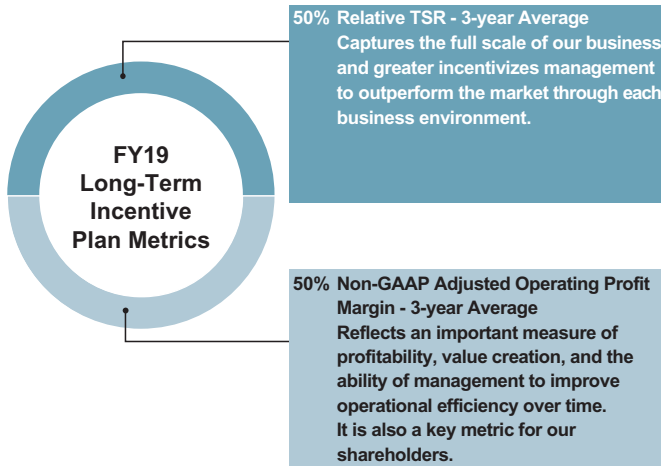 50% Relative TSR - 3-year Average
Captures the full scale of our business
and greater incentivizes management
to outperform the market through each
business environment.
FY19
Long-Term
Incentive
Plan Metrics
50% Non-GAAP Adjusted Operating Profit
Margin - 3-year Average
Reflects an important measure of
profitability, value creation, and the
ability of management to improve
operational efficiency over time.
It is also a key metric for our
shareholders.